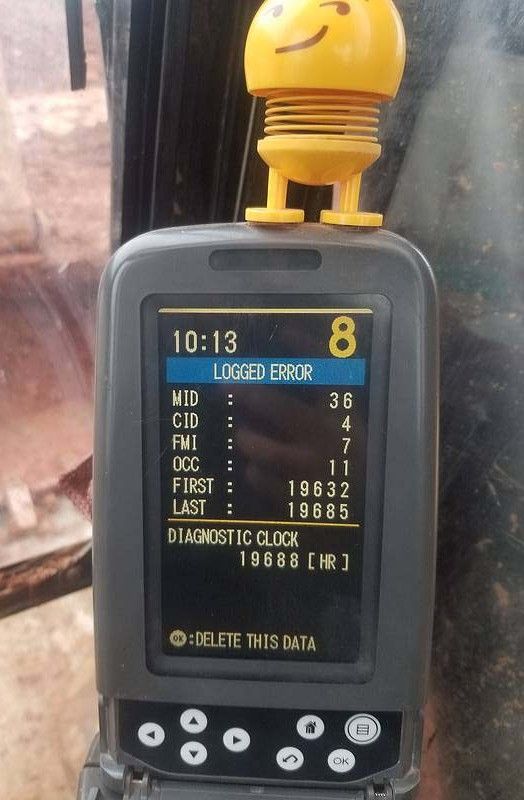 10:13 8
LOGGED ERROR
MID : 36
CID : 4
FMI : 7
OCC : 11
FIRST : 19632
LAST : 19685
DIAGNOSTIC CLOCK
19688 [HR]
OK:DELETE THIS DATA
OK